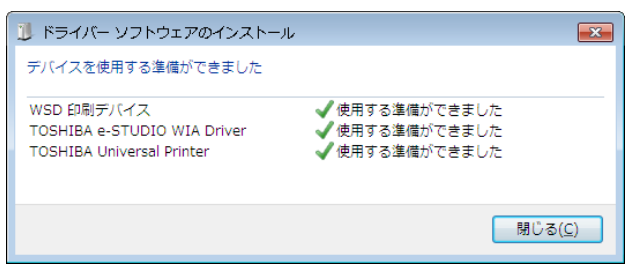 ドライバー ソフトウェアのインストール
デバイスを使用する準備ができました
WSD 印刷デバイス 使用する準備ができました
TOSHIBA e-STUDIO WIA Driver 使用する準備ができました
TOSHIBA Universal Printer 使用する準備ができました
閉じる(C)